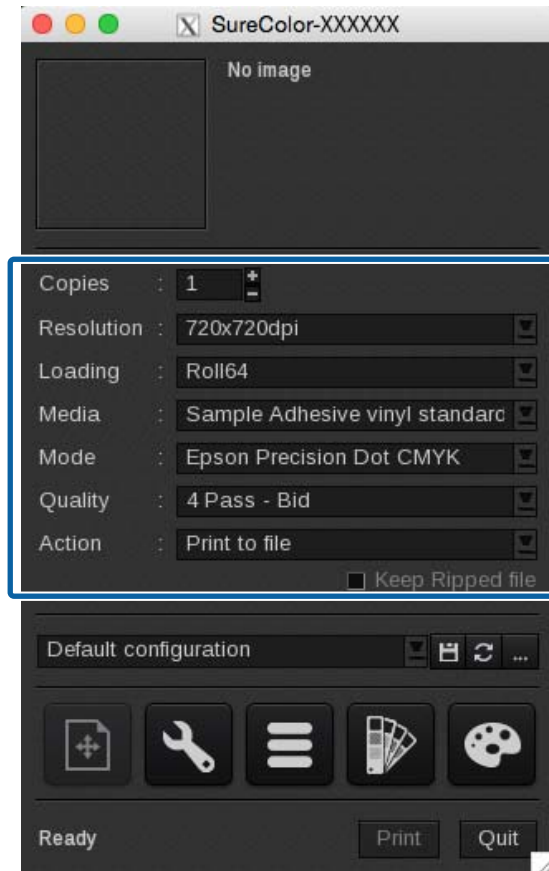 SureColor-XXXXXX
No image
Copies : 1
Resolution : 720x720dpi
Loading : Roll64
Media : Sample Adhesive vinyl standard
Mode : Epson Precision Dot CMYK
Quality : 4 Pass - Bid
Action : Print to file
Keep Ripped file
Default configuration ...
Ready Print Quit